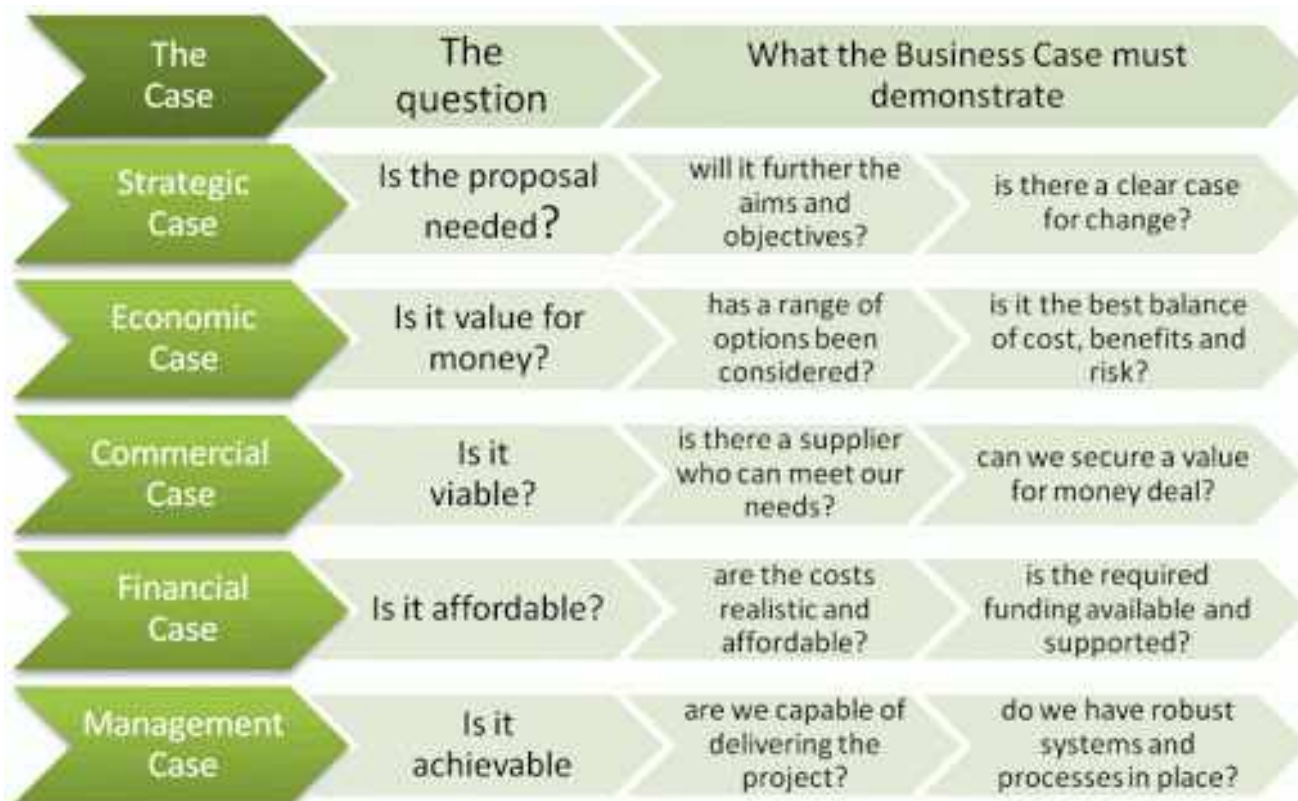 The
Case
The
question
What the Business Case must
demonstrate
Strategic
Case
Is the proposal
needed?
will it further the
aims and
objectives?
is there a clear case
for change?
Economic
Case
Is it value for
money?
has a range of
options been
considered?
is it the best balance
of cost, benefits and
risk?
Commercial
Case
Is it
viable?
is there a supplier
who can meet our
needs?
can we secure a value
for money deal?
Financial
Case
Is it affordable?
are the costs
realistic and
affordable?
is the required
funding available and
supported?
Management
Case
Is it
achievable
are we capable of
delivering the
project?
do we have robust
systems and
processes in place?